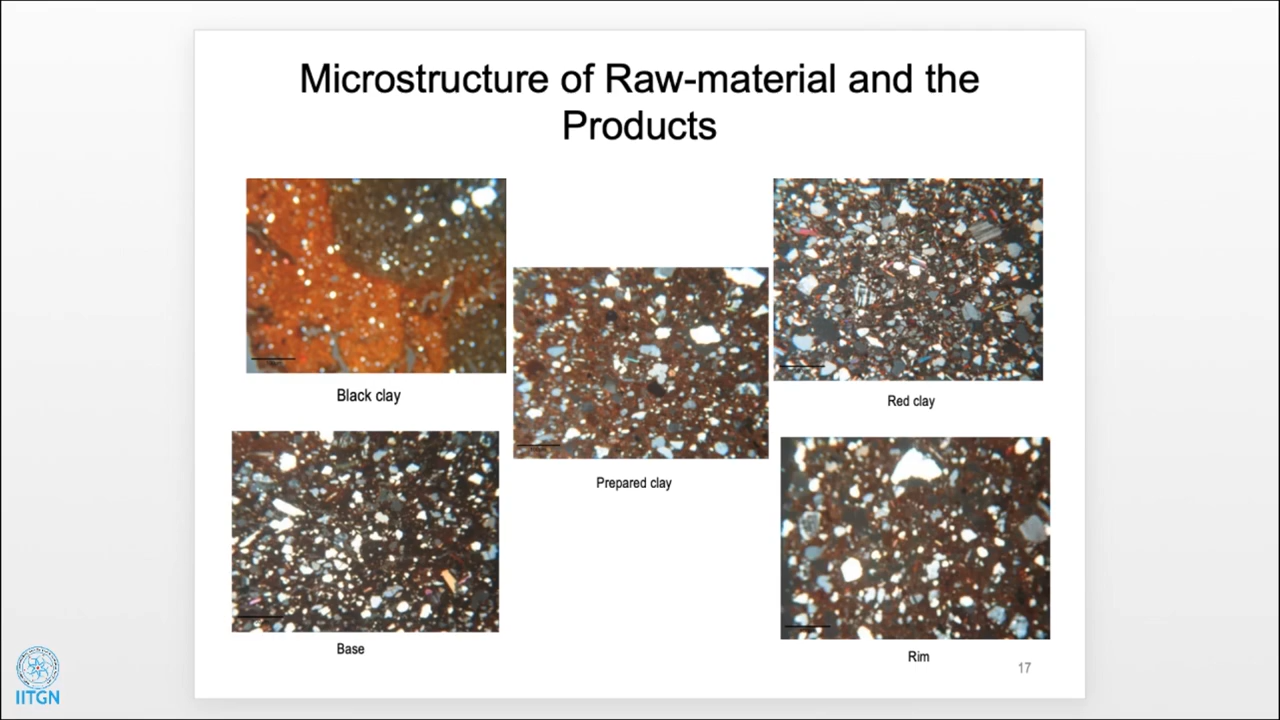 Microstructure of Raw-material and the
Products
Black clay
Red clay
Prepared clay
Base
Rim
17
IITGN